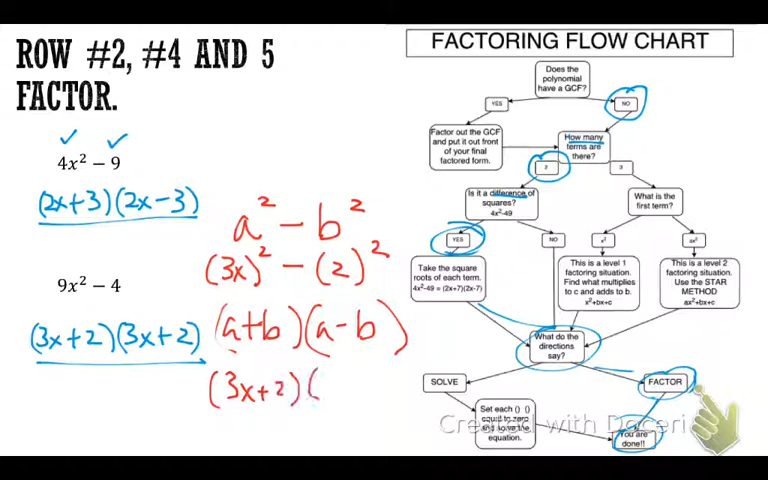 ROW #2, #4 AND 5
FACTOR.
4x² − 9
(2x+3)(2x−3)
9x² − 4
(3x+2)(3x+2)
a² − b²
(3x)² − (2)²
(a+b)(a−b)
(3x+2)(
FACTORING FLOW CHART
Does the
polynomial
have a GCF?
YES
NO
Factor out the GCF
and put it out front
of your final
factored form.
How many
terms are
there?
2
3
Is it a difference of
squares?
4x²-49
What is the
first term?
YES
NO
x²
ax²
Take the square
roots of each term.
4x²-49 = (2x+7)(2x-7)
This is a level 1
factoring situation.
Find what multiplies
to c and adds to b.
x²+bx+c
This is a level 2
factoring situation.
Use the STAR
METHOD
ax²+bx+c
What do the
directions
say?
SOLVE
FACTOR
Set each () ()
equal to zero
and solve the
equation.
You are
done!!
Created with Doceri